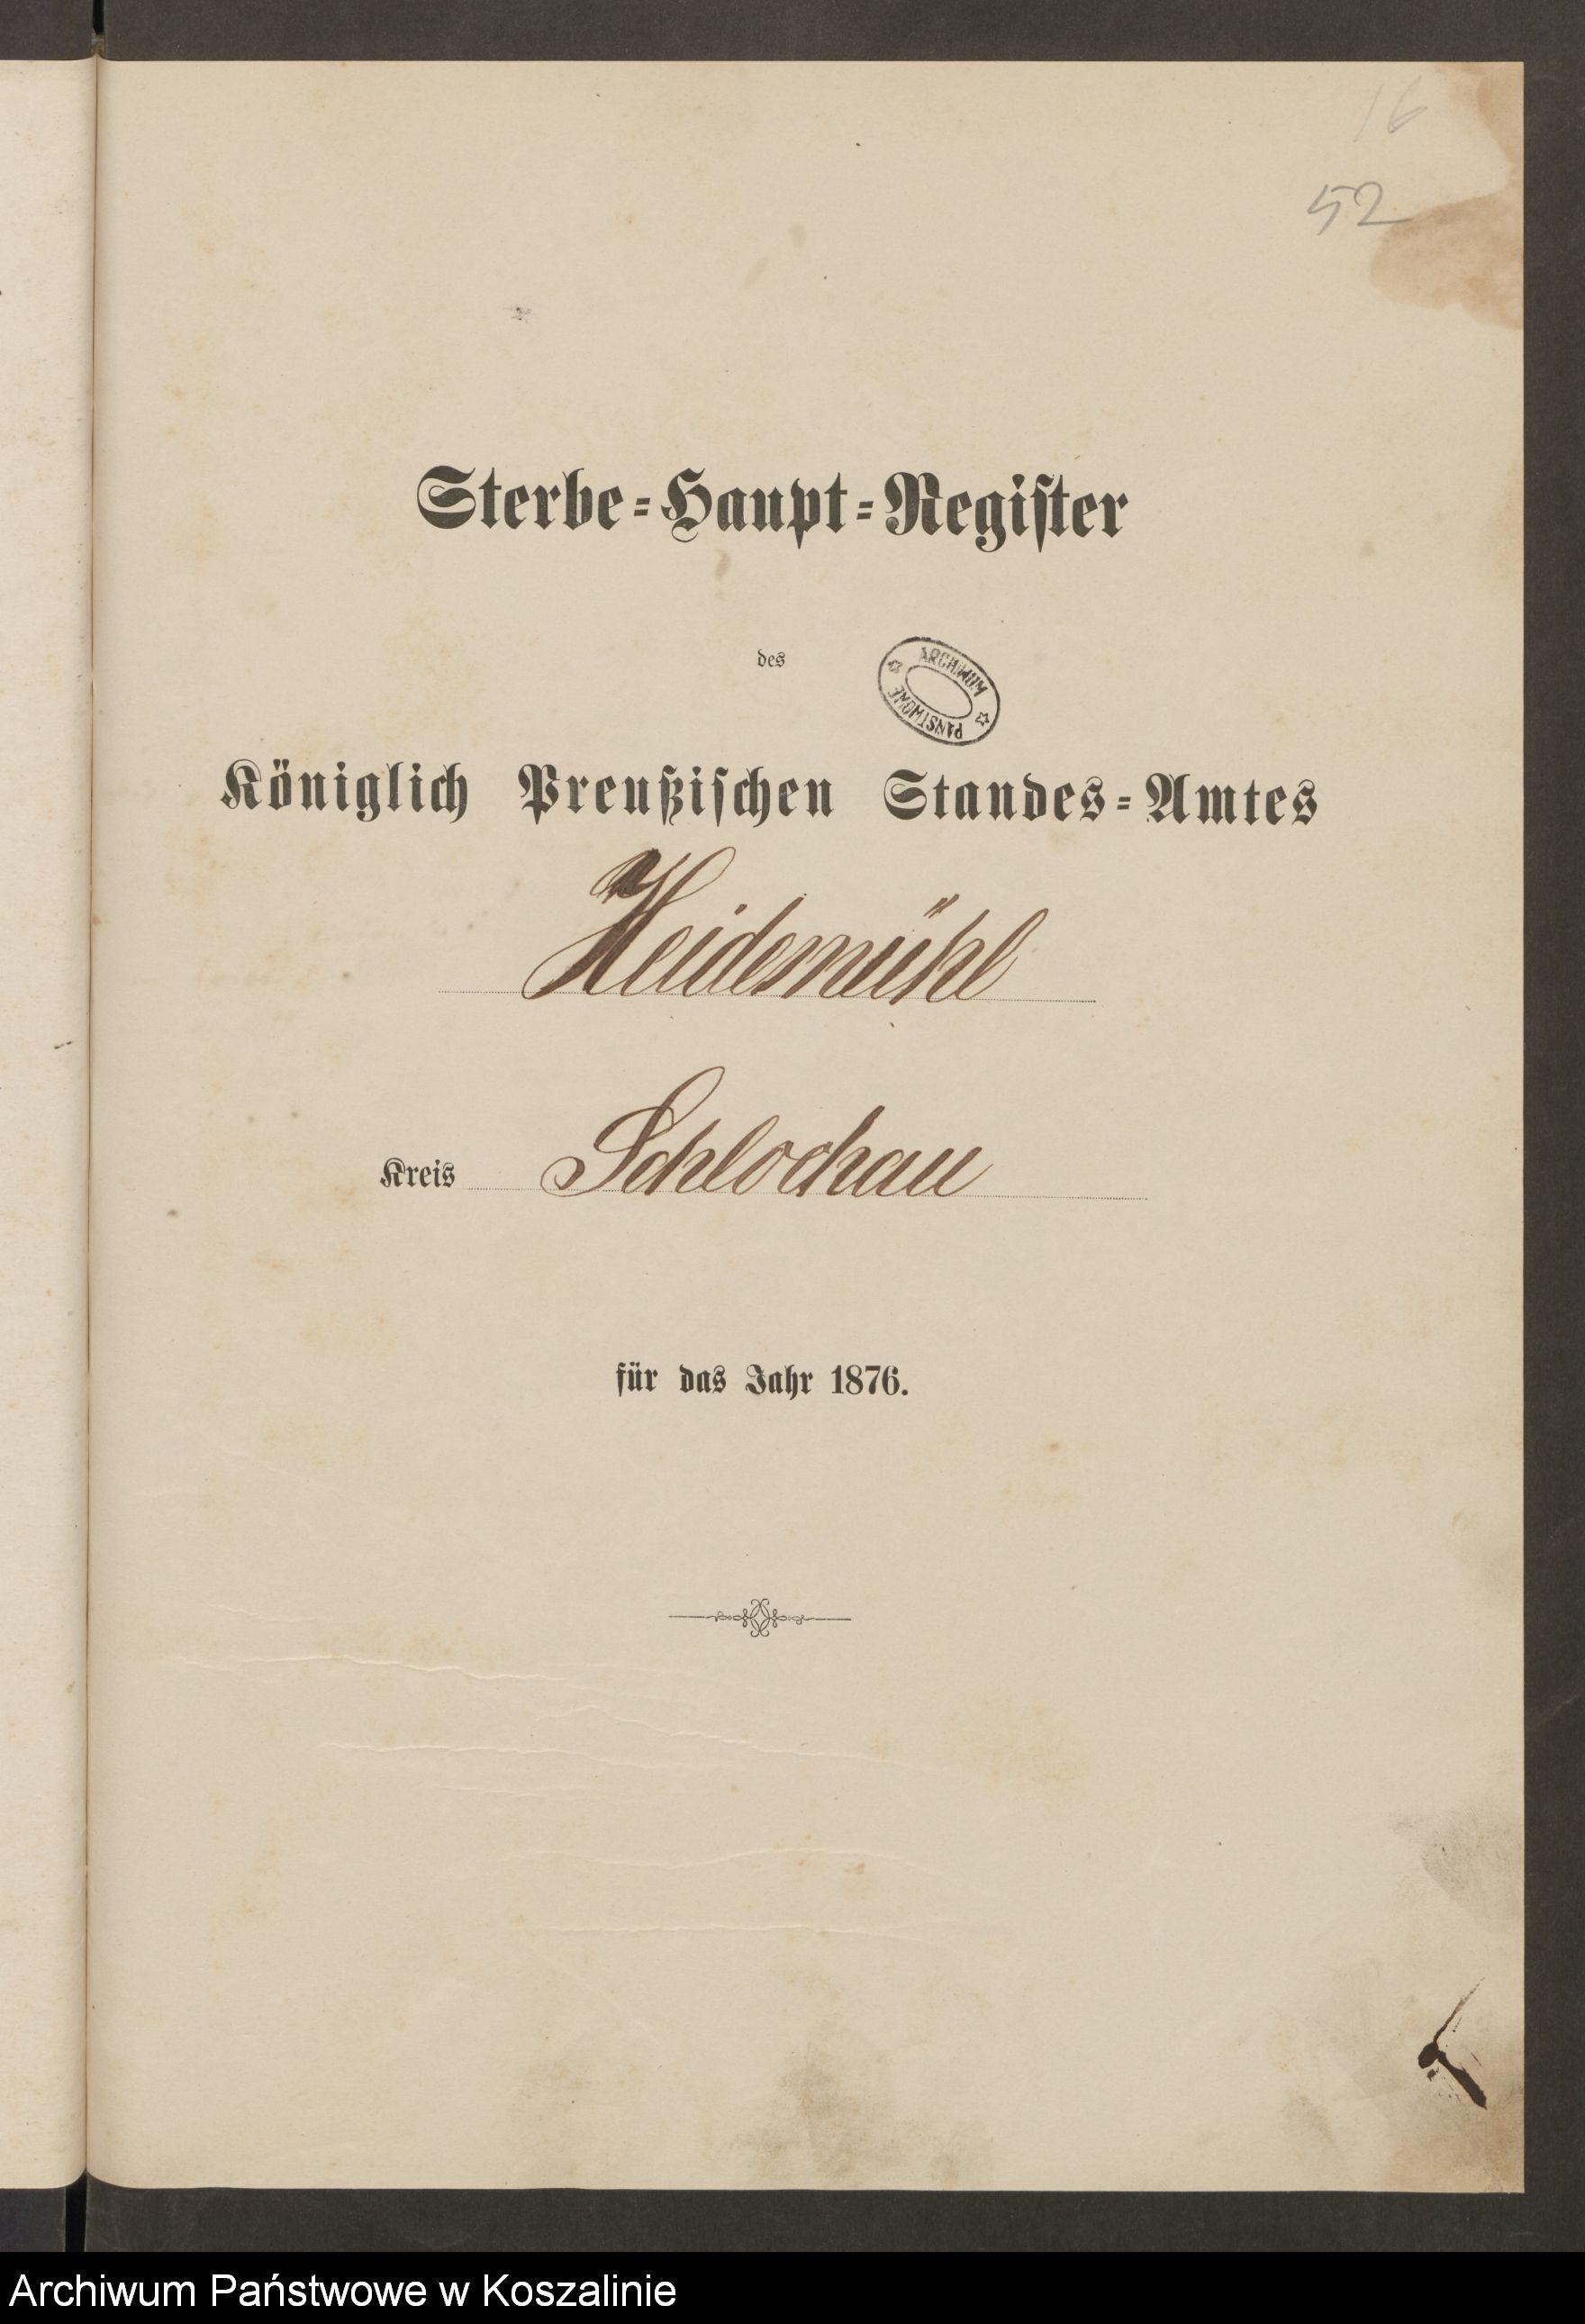 16
52
Sterbe=Haupt=Regiſter
des
ARCHIWUM
PAŃSTWOWE
Königlich Preußiſchen Standes=Amtes
Heidemühl
Kreis Schlochau
für das Jahr 1876.
Archiwum Państwowe w Koszalinie